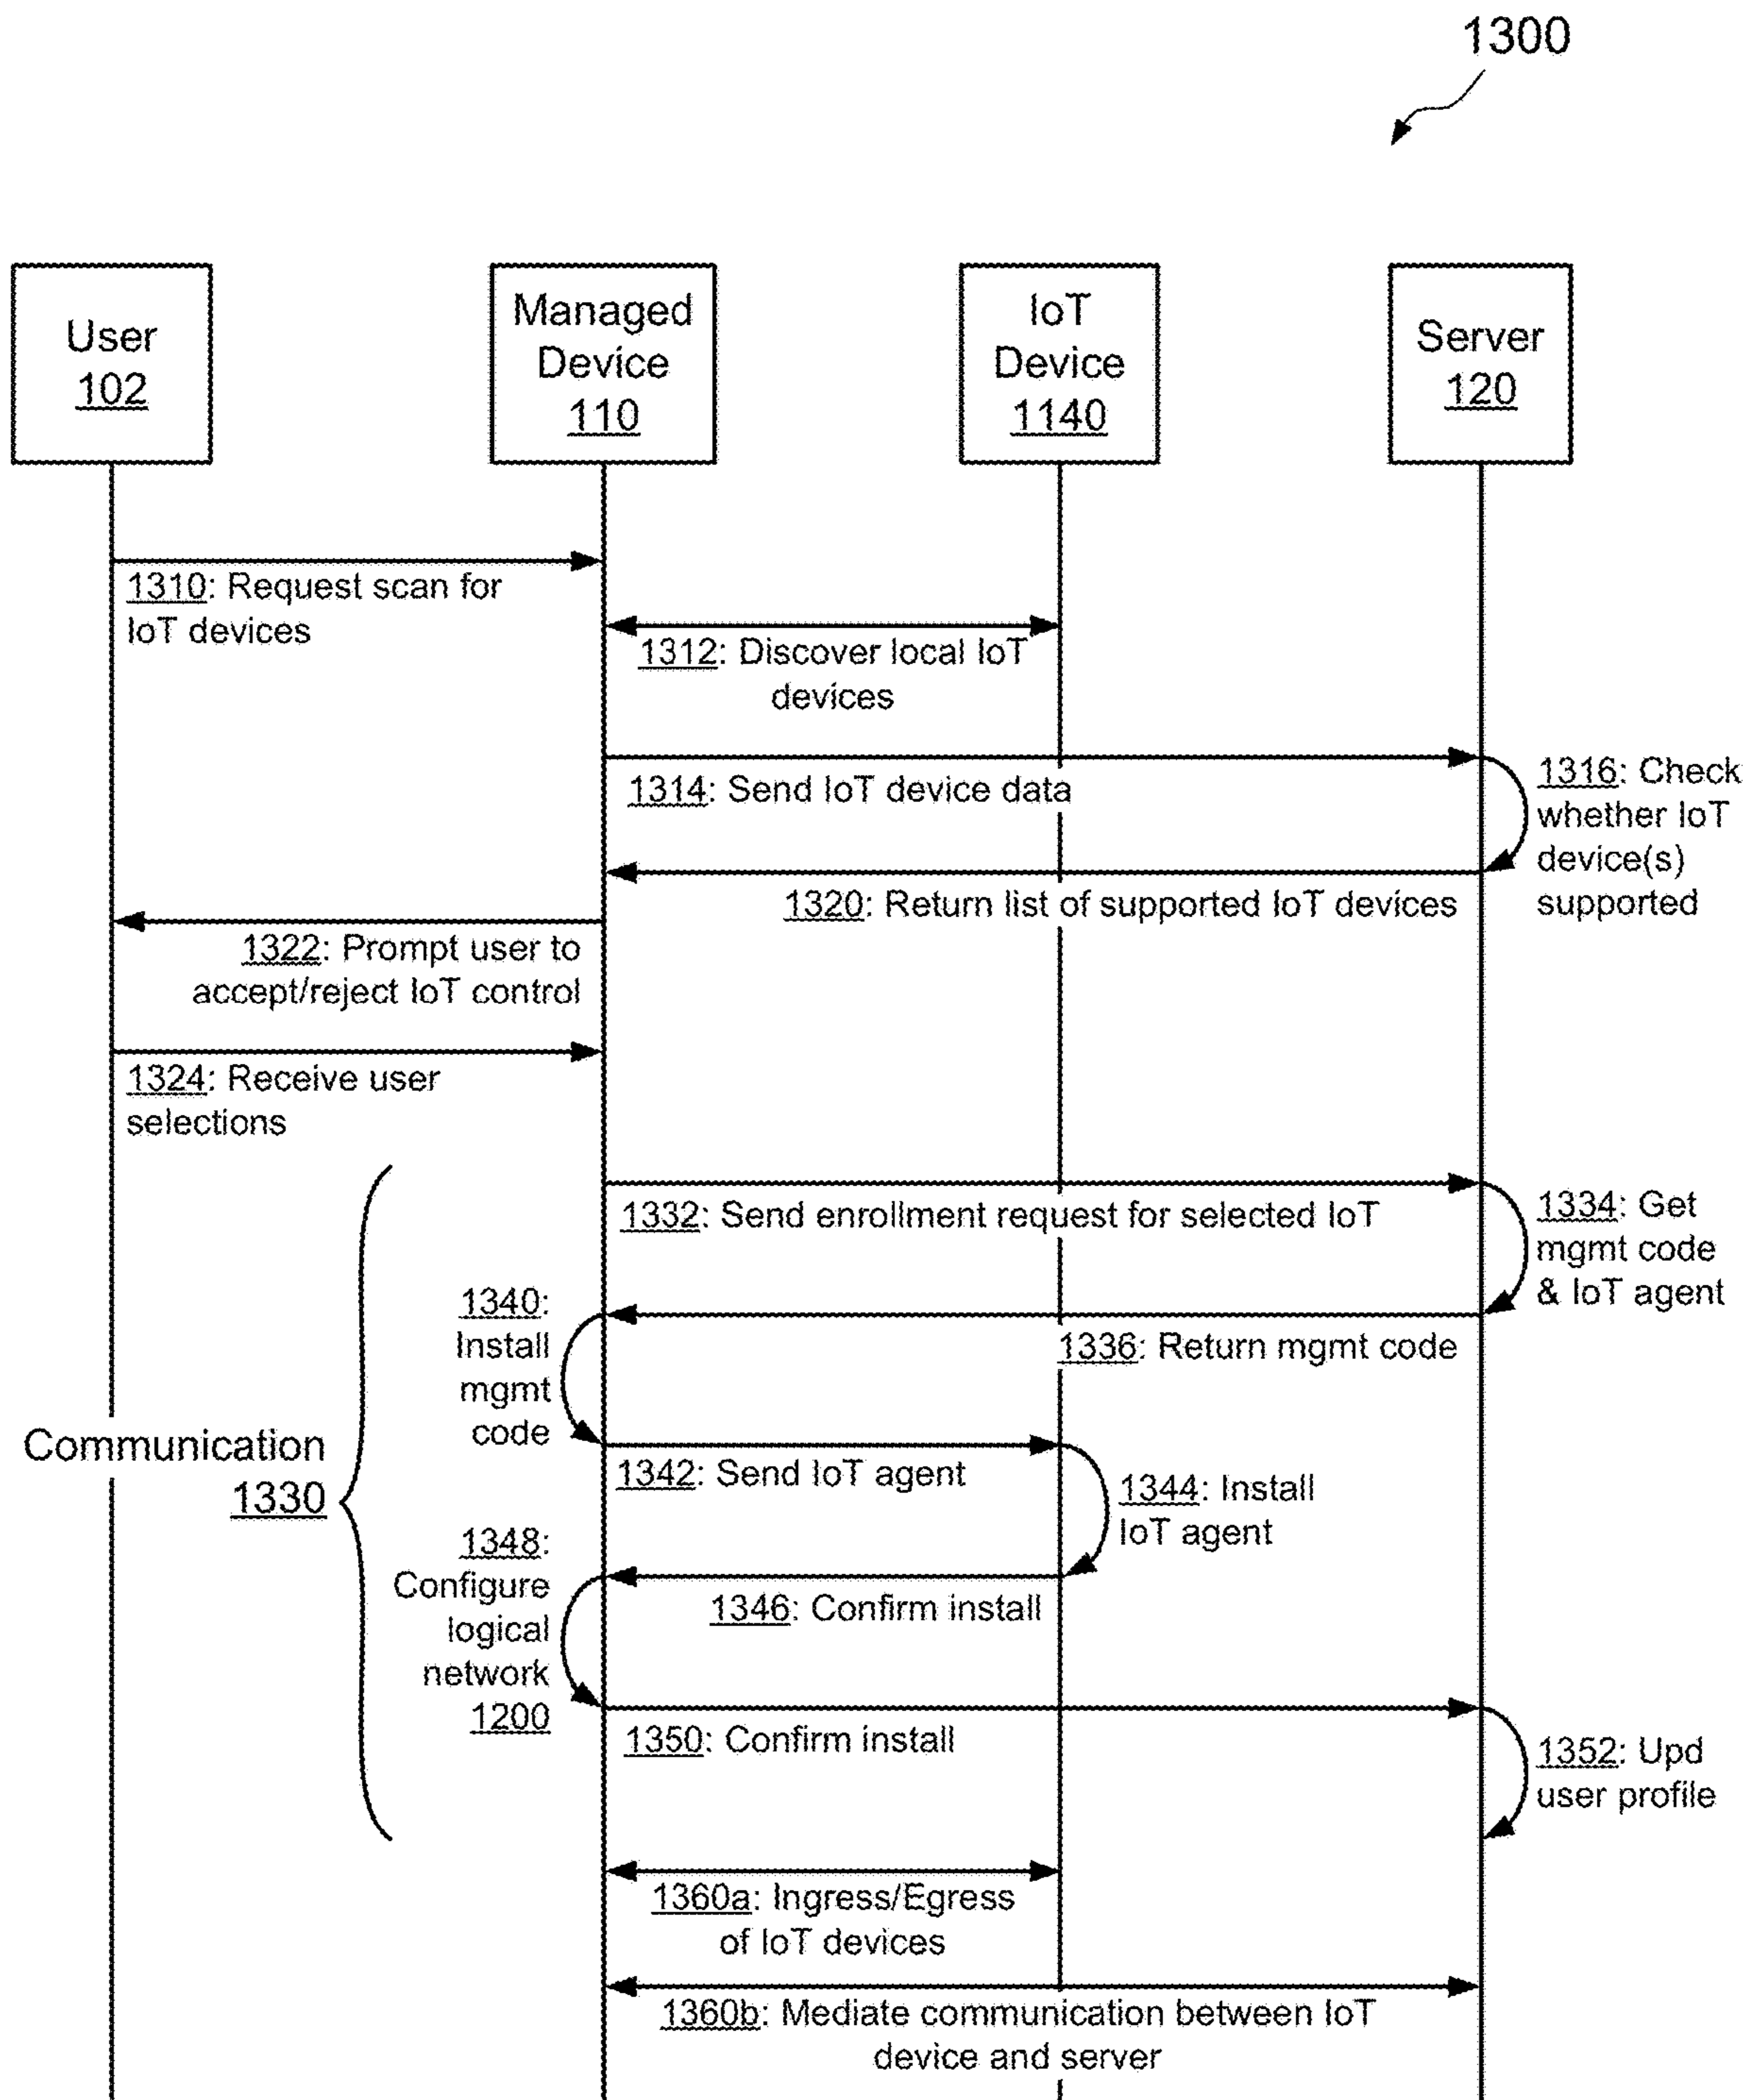 1300
User
102
Managed
Device
110
IoT
Device
1140
Server
120
1310: Request scan for
IoT devices
1312: Discover local IoT
devices
1314: Send IoT device data
1316: Check
whether IoT
device(s)
supported
1320: Return list of supported IoT devices
1322: Prompt user to
accept/reject IoT control
1324: Receive user
selections
1332: Send enrollment request for selected IoT
1334: Get
mgmt code
& IoT agent
1336: Return mgmt code
1340:
Install
mgmt
code
Communication
1330
1342: Send IoT agent
1344: Install
IoT agent
1346: Confirm install
1348:
Configure
logical
network
1200
1350: Confirm install
1352: Upd
user profile
1360a: Ingress/Egress
of IoT devices
1360b: Mediate communication between IoT
device and server